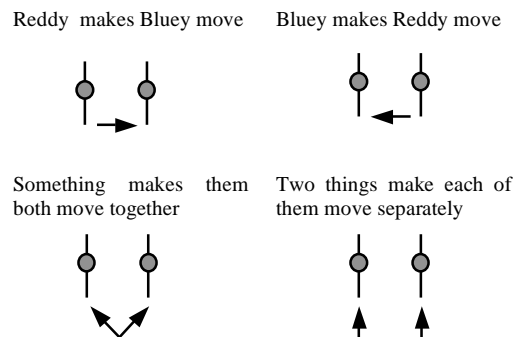 Reddy makes Bluey move
Bluey makes Reddy move
Something makes them
both move together
Two things make each of
them move separately